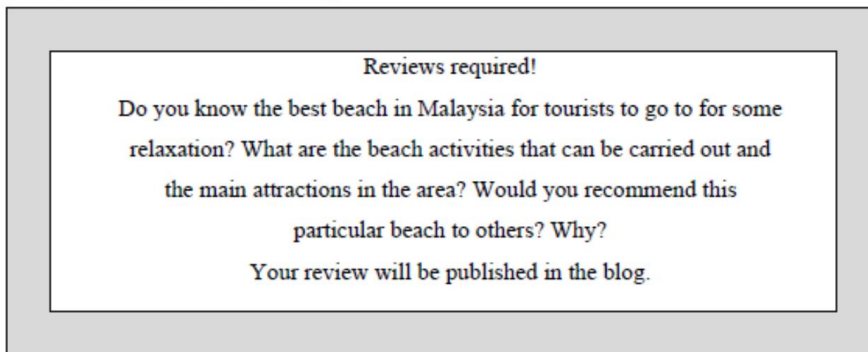 Reviews required!
Do you know the best beach in Malaysia for tourists to go to for some
relaxation? What are the beach activities that can be carried out and
the main attractions in the area? Would you recommend this
particular beach to others? Why?
Your review will be published in the blog.